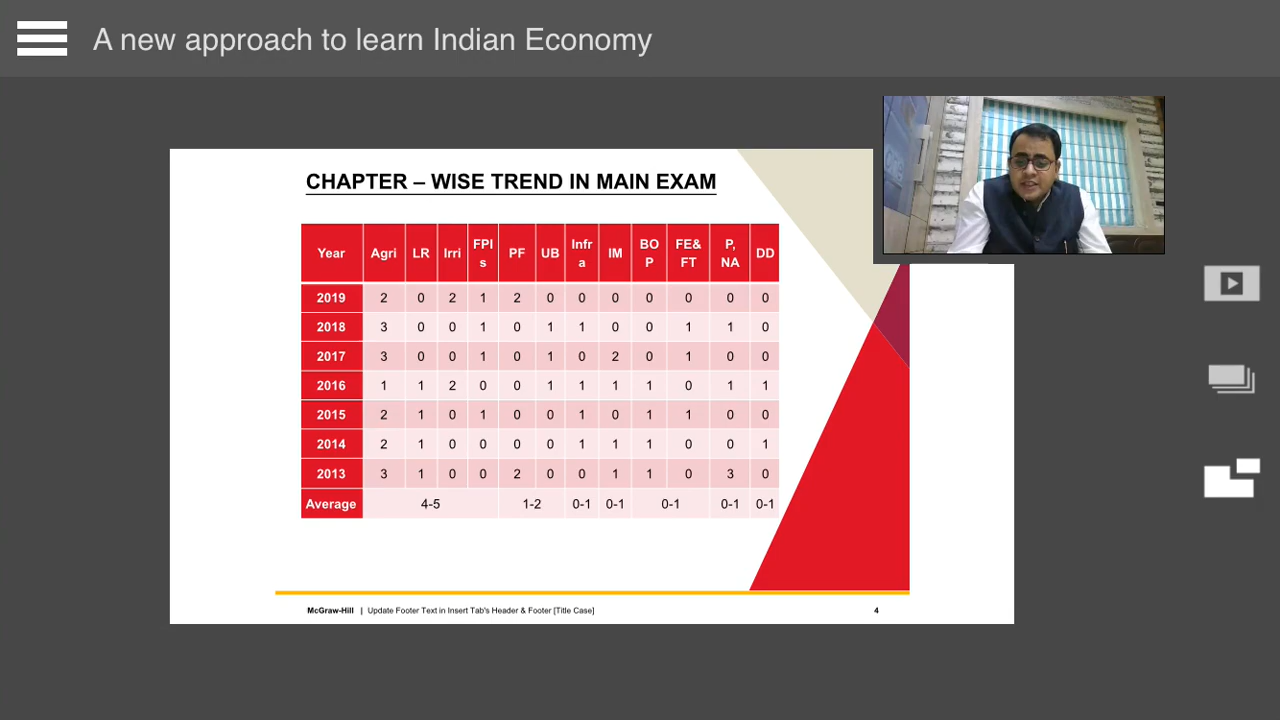 A new approach to learn Indian Economy
CHAPTER – WISE TREND IN MAIN EXAM
Year Agri LR Irri FPIs PF UB Infra IM BOP FE&FT P,NA DD
2019 2 0 2 1 2 0 0 0 0 0 0 0
2018 3 0 0 1 0 1 1 0 0 1 1 0
2017 3 0 0 1 0 1 0 2 0 1 0 0
2016 1 1 2 0 0 1 1 1 1 0 1 1
2015 2 1 0 1 0 0 1 0 1 1 0 0
2014 2 1 0 0 0 0 1 1 1 0 0 1
2013 3 1 0 0 2 0 0 1 1 0 3 0
Average 4-5 1-2 0-1 0-1 0-1 0-1 0-1
McGraw-Hill | Update Footer Text in Insert Tab's Header & Footer [Title Case] 4